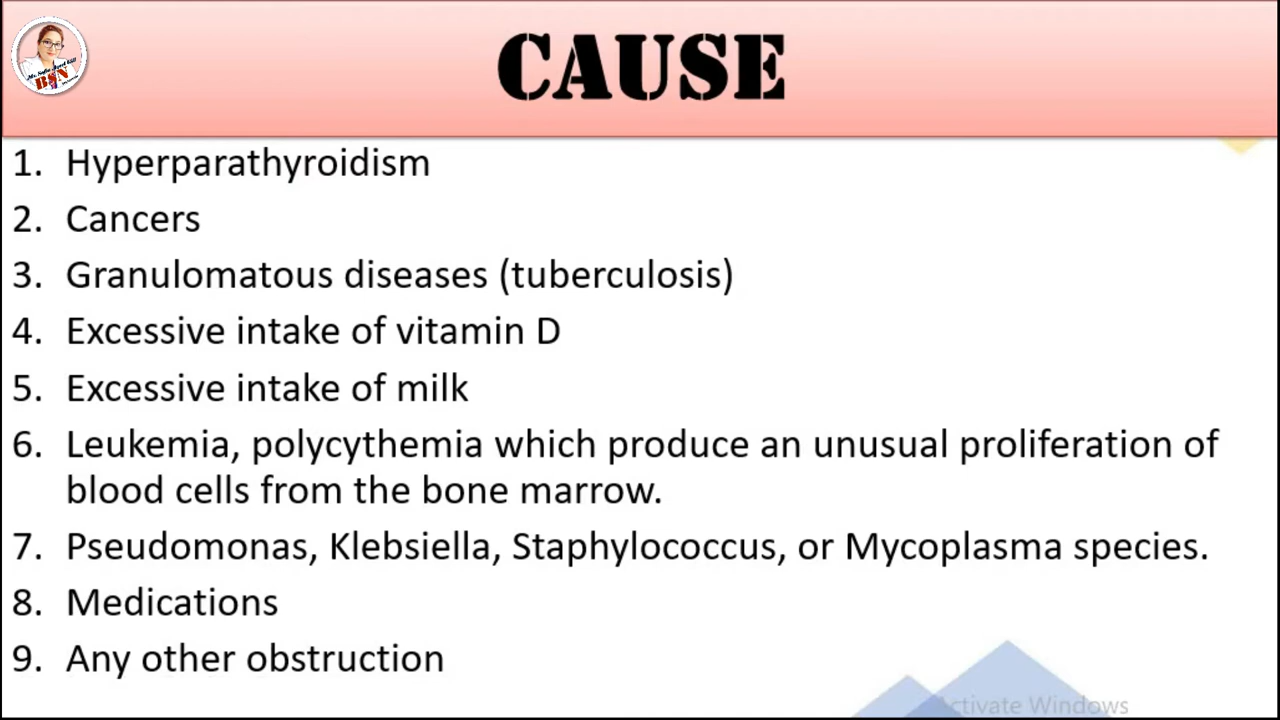 CAUSE
BSN
1. Hyperparathyroidism
2. Cancers
3. Granulomatous diseases (tuberculosis)
4. Excessive intake of vitamin D
5. Excessive intake of milk
6. Leukemia, polycythemia which produce an unusual proliferation of
blood cells from the bone marrow.
7. Pseudomonas, Klebsiella, Staphylococcus, or Mycoplasma species.
8. Medications
9. Any other obstruction
Activate Windows